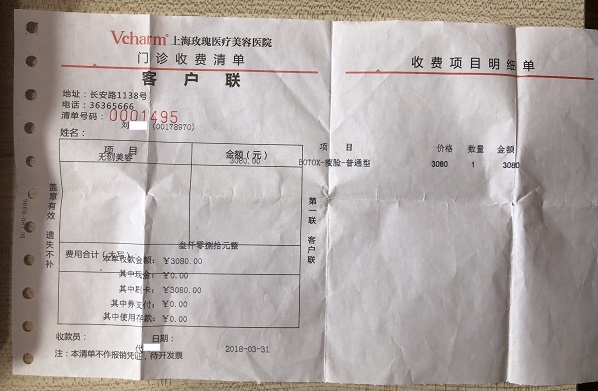 Vcharm 上海玫瑰医疗美容医院
门诊收费清单
客户联
地址：长安路1138号
电话：36365666
清单号码：0001495
刘 (00178970)
姓名：
项目 金额（元）
无创美容 3080.00
叁仟零捌拾元整
费用合计（大写）
本单收款金额：￥3080.00
其中现金：￥0.00
其中刷卡：￥3080.00
其中券支付：￥0.00
其中使用存款：￥0.00
收款员： 日期：
代 2018-03-31
注：本清单不作报销凭证，待开发票
盖章有效 遗失不补
第一联 客户联
收费项目明细单
项目 价格 数量 金额
BOTOX-瘦脸-普通型 3080 1 3080